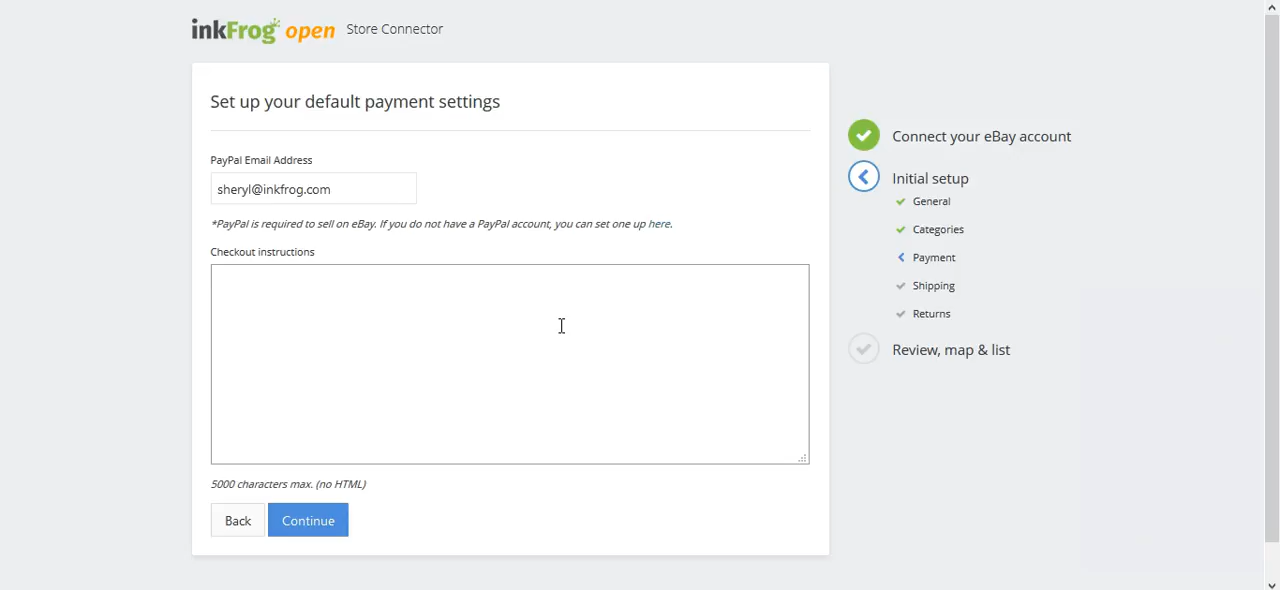 inkFrog open Store Connector
Set up your default payment settings
PayPal Email Address
sheryl@inkfrog.com
*PayPal is required to sell on eBay. If you do not have a PayPal account, you can set one up here.
Checkout instructions
5000 characters max. (no HTML)
Back Continue
Connect your eBay account
Initial setup
General
Categories
Payment
Shipping
Returns
Review, map & list